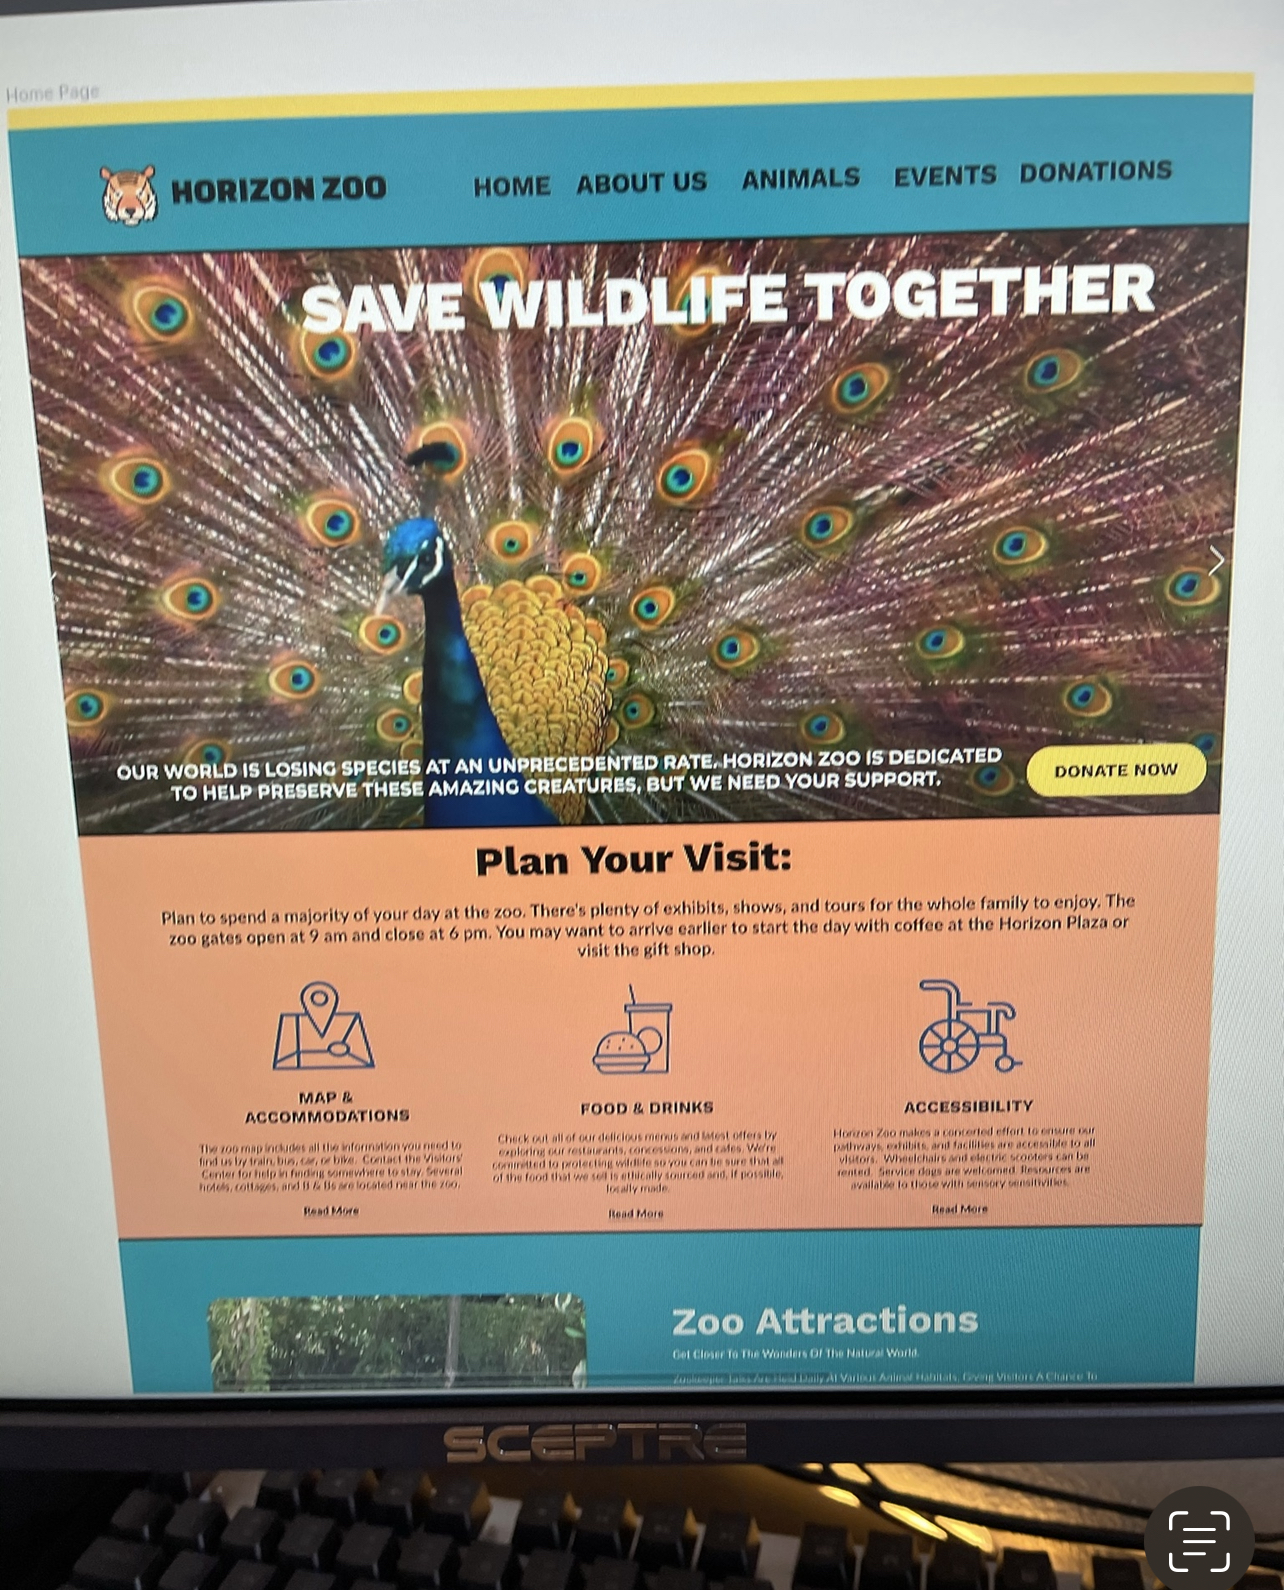 Home Page
HORIZON ZOO
HOME ABOUT US ANIMALS EVENTS DONATIONS
SAVE WILDLIFE TOGETHER
OUR WORLD IS LOSING SPECIES AT AN UNPRECEDENTED RATE. HORIZON ZOO IS DEDICATED
TO HELP PRESERVE THESE AMAZING CREATURES, BUT WE NEED YOUR SUPPORT.
DONATE NOW
Plan Your Visit:
Plan to spend a majority of your day at the zoo. There's plenty of exhibits, shows, and tours for the whole family to enjoy. The
zoo gates open at 9 am and close at 6 pm. You may want to arrive earlier to start the day with coffee at the Horizon Plaza or
visit the gift shop.
MAP &
ACCOMMODATIONS
The zoo map includes all the information you need to
find us by train, bus, car, or bike. Contact the Visitors'
Center for help in finding somewhere to stay. Several
hotels, cottages, and B & Bs are located near the zoo.
Read More
FOOD & DRINKS
Check out all of our delicious menus and latest offers by
exploring our restaurants, concessions, and cafes. We're
committed to protecting wildlife so you can be sure that all
of the food that we sell is ethically sourced and, if possible,
locally made.
Read More
ACCESSIBILITY
Horizon Zoo makes a concerted effort to ensure our
pathways, exhibits, and facilities are accessible to all
visitors. Wheelchairs and electric scooters can be
rented. Service dogs are welcomed. Resources are
available to those with sensory sensitivities.
Read More
Zoo Attractions
Get Closer To The Wonders Of The Natural World.
Zookeeper Talks Are Held Daily At Various Animal Habitats, Giving Visitors A Chance To
SCEPTRE